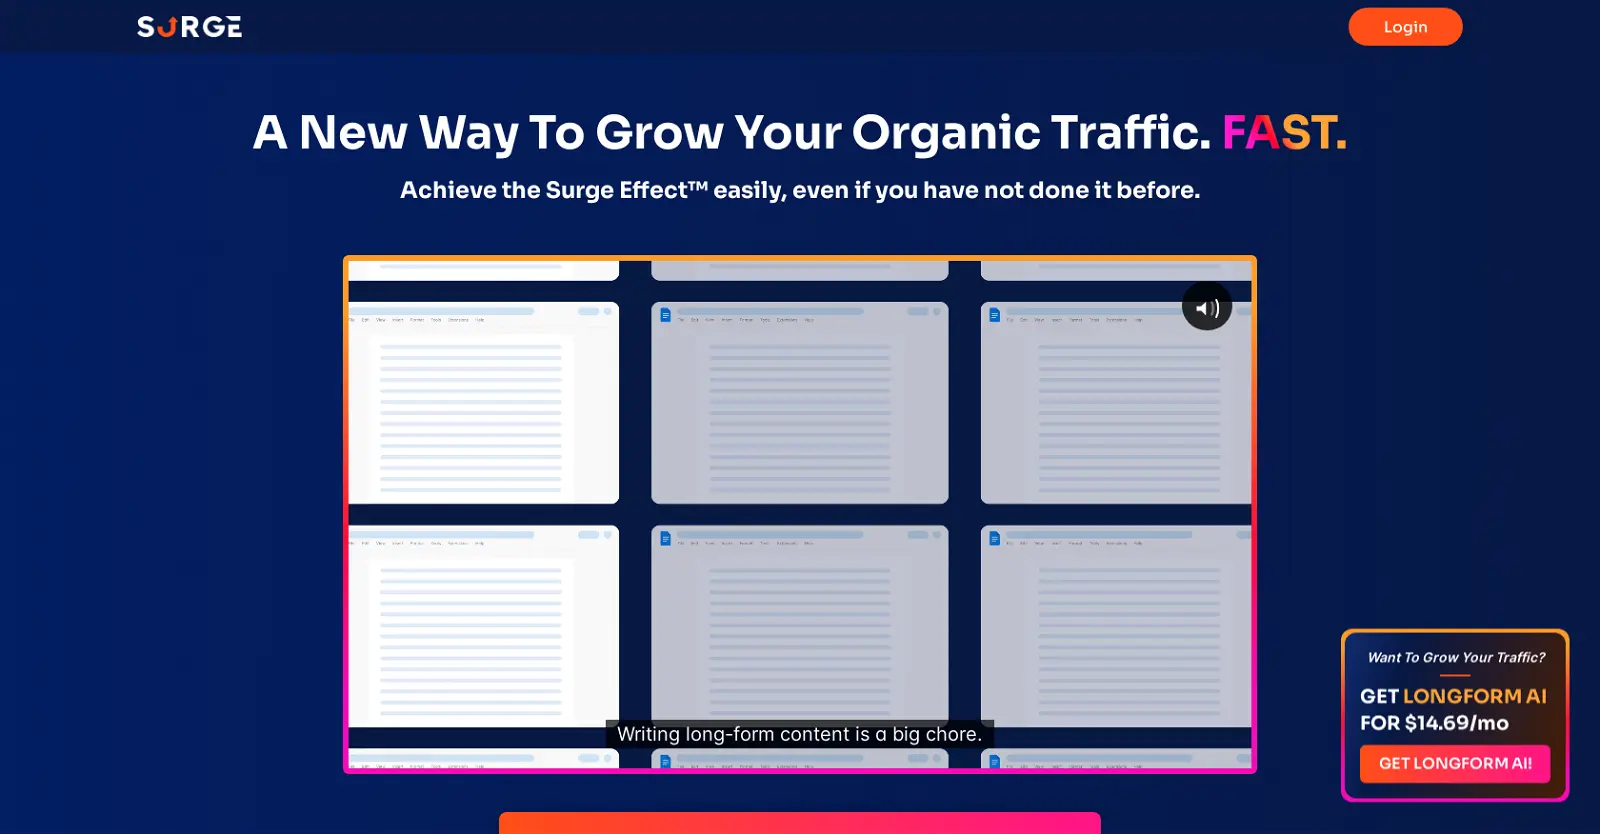 SURGE
Login
A New Way To Grow Your Organic Traffic. FAST.
Achieve the Surge Effect™ easily, even if you have not done it before.
Writing long-form content is a big chore.
Want To Grow Your Traffic?
GET LONGFORM AI
FOR $14.69/mo
GET LONGFORM AI!